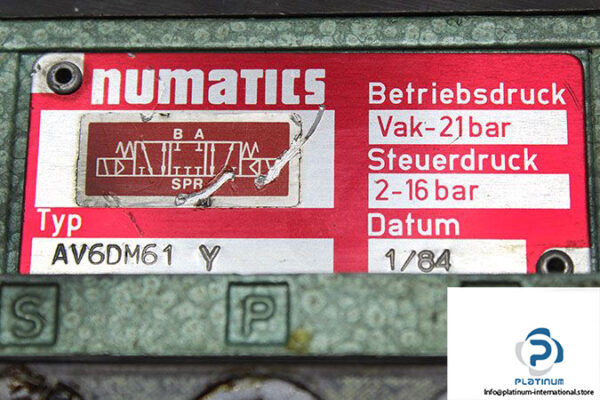 numatics
Betriebsdruck
Vak-21bar
B A
SPR
Steuerdruck
2-16 bar
Typ
Datum
AV6DM61 Y
1/84
S P
P
PLATINUM
Info@platinum-international.store